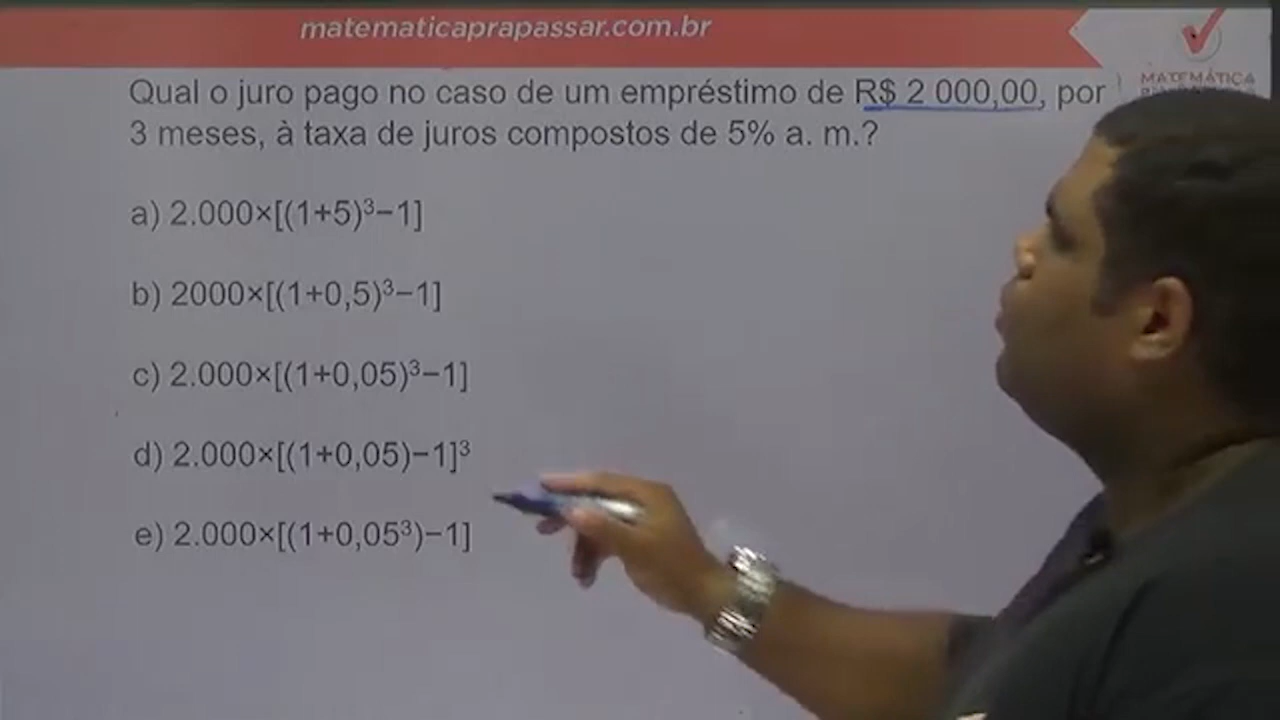 matematicaprapassar.com.br
MATEMÁTICA
Qual o juro pago no caso de um empréstimo de R$ 2 000,00, por
3 meses, à taxa de juros compostos de 5% a. m.?
a) 2.000×[(1+5)³−1]
b) 2000×[(1+0,5)³−1]
c) 2.000×[(1+0,05)³−1]
d) 2.000×[(1+0,05)−1]³
e) 2.000×[(1+0,05³)−1]